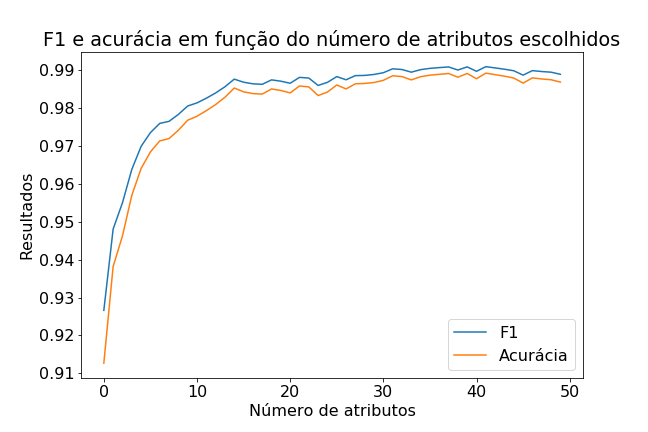 F1 e acurácia em função do número de atributos escolhidos
0.99
0.98
0.97
0.96
0.95
0.94
0.93
0.92
0.91
Resultados
0 10 20 30 40 50
Número de atributos
F1
Acurácia